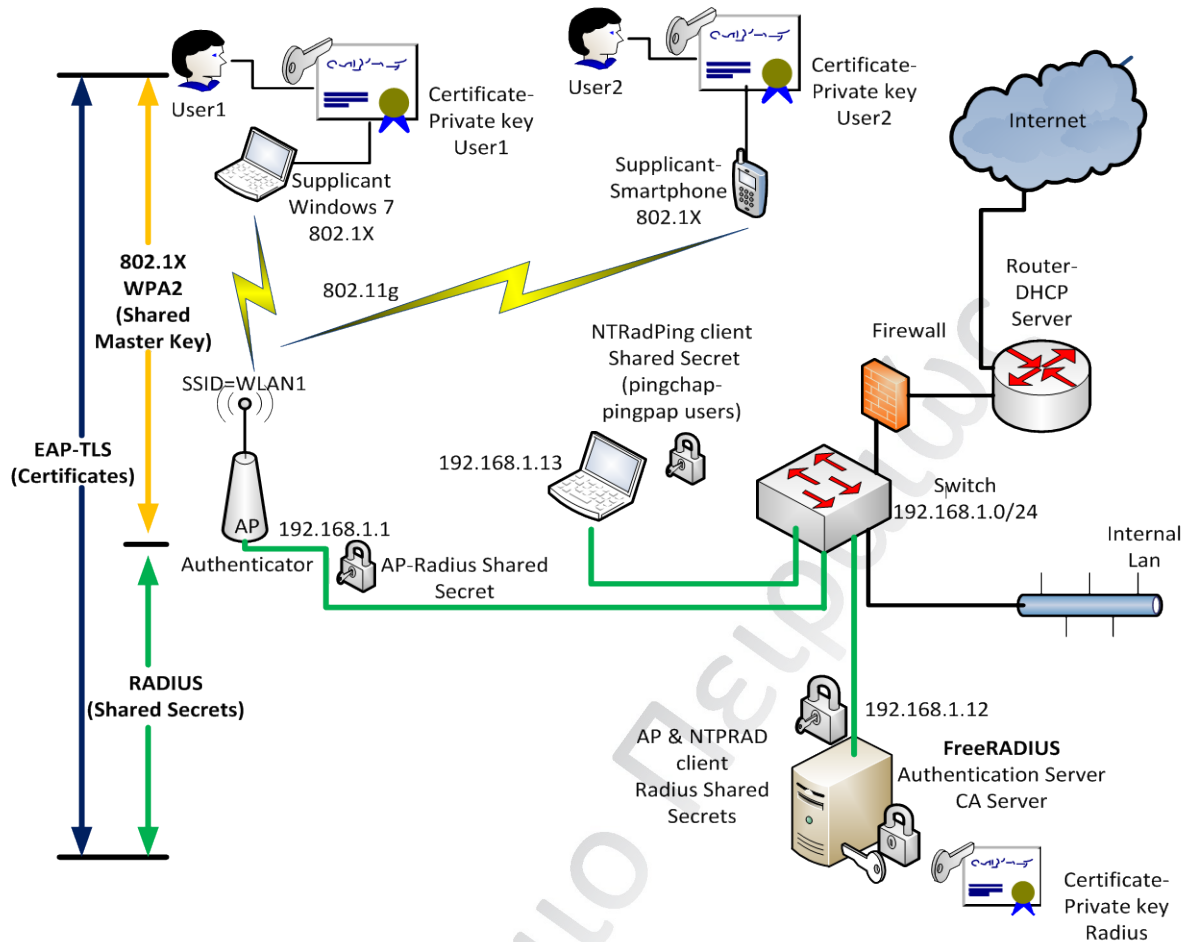 User1
Certificate-
Private key
User1
Supplicant
Windows 7
802.1X
User2
Certificate-
Private key
User2
Supplicant-
Smartphone
802.1X
Internet
Router-
DHCP
Server
Firewall
802.1X
WPA2
(Shared
Master Key)
802.11g
NTRadPing client
Shared Secret
(pingchap-
pingpap users)
SSID=WLAN1
EAP-TLS
(Certificates)
192.168.1.13
Switch
192.168.1.0/24
AP
192.168.1.1
Authenticator
AP-Radius Shared
Secret
Internal
Lan
RADIUS
(Shared Secrets)
192.168.1.12
AP & NTPRAD
client
Radius Shared
Secrets
FreeRADIUS
Authentication Server
CA Server
Certificate-
Private key
Radius